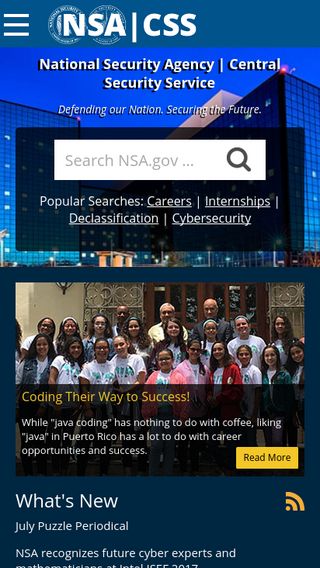 NSA|CSS
National Security Agency | Central
Security Service
Defending our Nation. Securing the Future.
Search NSA.gov ...
Popular Searches: Careers | Internships |
Declassification | Cybersecurity
Coding Their Way to Success!
While "java coding" has nothing to do with coffee, liking
"java" in Puerto Rico has a lot to do with career
opportunities and success.
Read More
What's New
July Puzzle Periodical
NSA recognizes future cyber experts and
mathematicians at Intel ISEF 2017